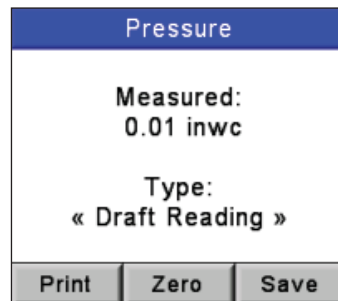 Pressure
Measured:
0.01 inwc
Type:
« Draft Reading »
Print Zero Save